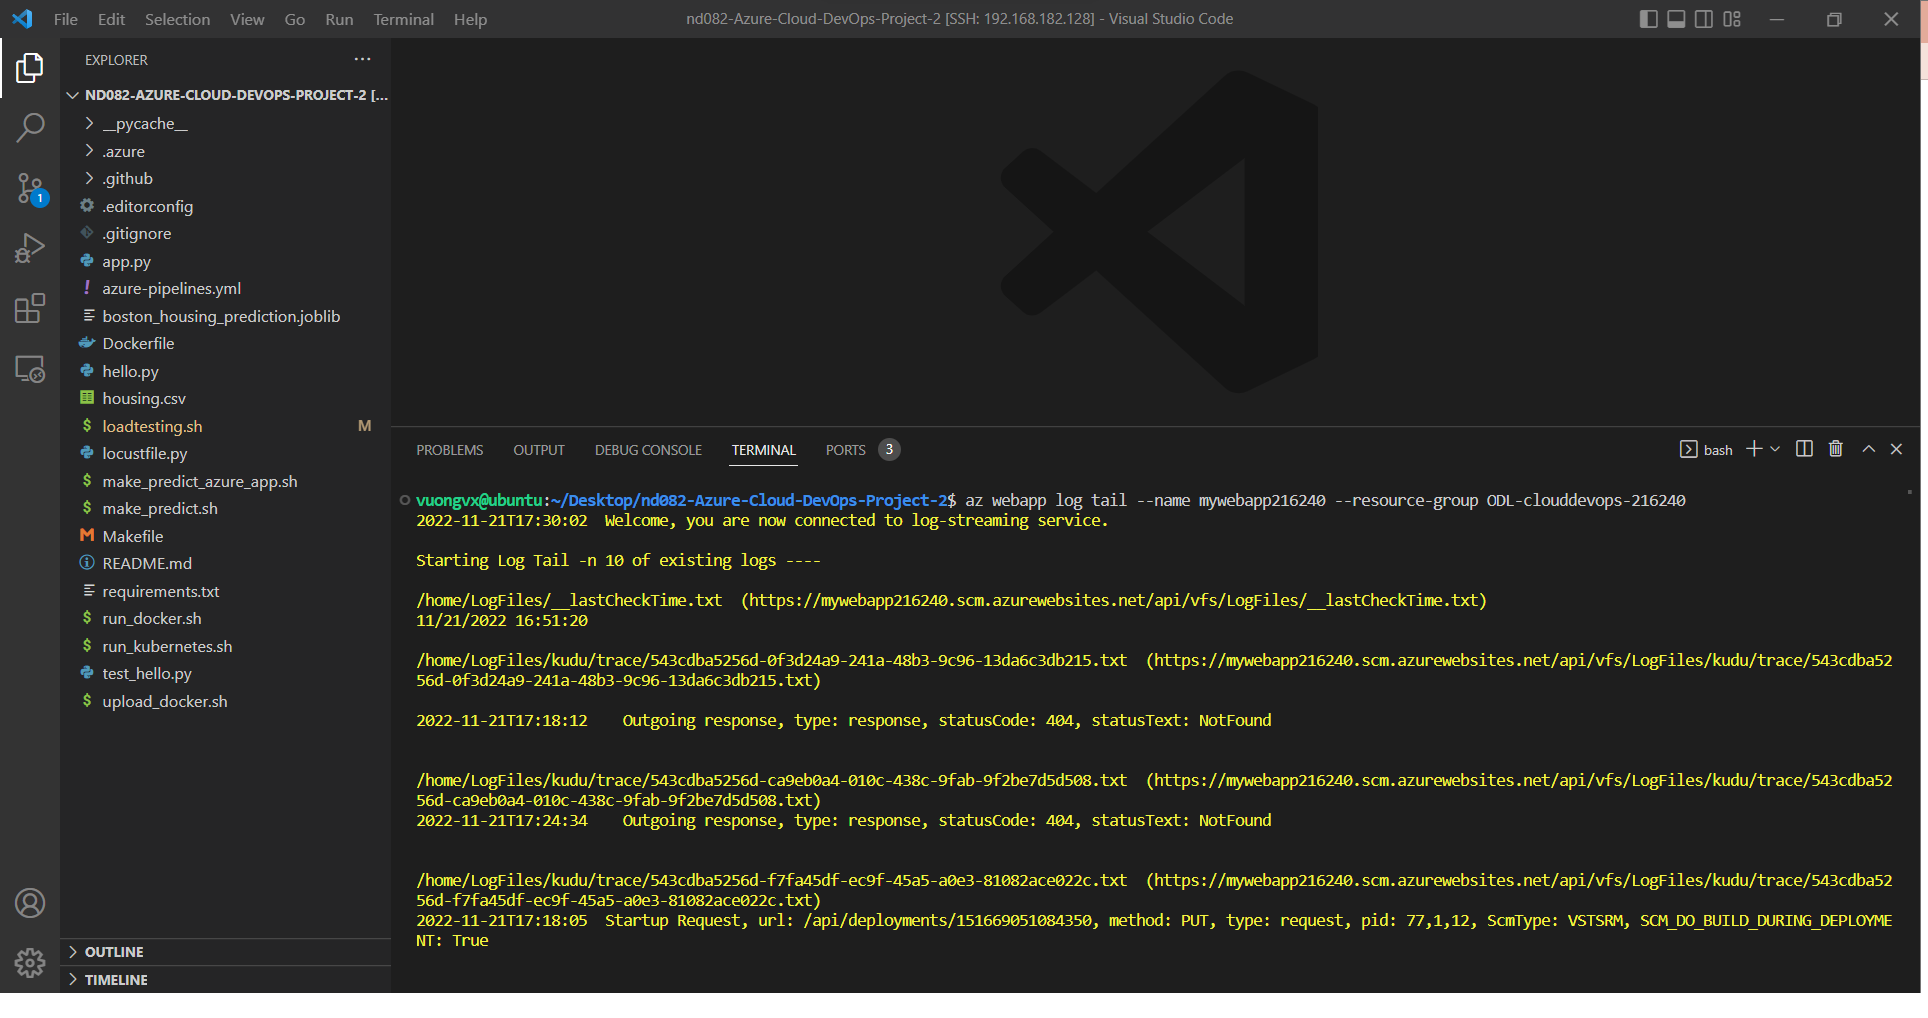 File Edit Selection View Go Run Terminal Help
nd082-Azure-Cloud-DevOps-Project-2 [SSH: 192.168.182.128] - Visual Studio Code
EXPLORER
ND082-AZURE-CLOUD-DEVOPS-PROJECT-2 [...
__pycache__
.azure
.github
1
.editorconfig
.gitignore
app.py
azure-pipelines.yml
boston_housing_prediction.joblib
Dockerfile
hello.py
housing.csv
loadtesting.sh M
locustfile.py
make_predict_azure_app.sh
make_predict.sh
Makefile
README.md
requirements.txt
run_docker.sh
run_kubernetes.sh
test_hello.py
upload_docker.sh
OUTLINE
TIMELINE
PROBLEMS OUTPUT DEBUG CONSOLE TERMINAL PORTS 3
bash
vuongvx@ubuntu:~/Desktop/nd082-Azure-Cloud-DevOps-Project-2$ az webapp log tail --name mywebapp216240 --resource-group ODL-clouddevops-216240
2022-11-21T17:30:02  Welcome, you are now connected to log-streaming service.
Starting Log Tail -n 10 of existing logs ----
/home/LogFiles/__lastCheckTime.txt  (https://mywebapp216240.scm.azurewebsites.net/api/vfs/LogFiles/__lastCheckTime.txt)
11/21/2022 16:51:20
/home/LogFiles/kudu/trace/543cdba5256d-0f3d24a9-241a-48b3-9c96-13da6c3db215.txt  (https://mywebapp216240.scm.azurewebsites.net/api/vfs/LogFiles/kudu/trace/543cdba52
56d-0f3d24a9-241a-48b3-9c96-13da6c3db215.txt)
2022-11-21T17:18:12    Outgoing response, type: response, statusCode: 404, statusText: NotFound
/home/LogFiles/kudu/trace/543cdba5256d-ca9eb0a4-010c-438c-9fab-9f2be7d5d508.txt  (https://mywebapp216240.scm.azurewebsites.net/api/vfs/LogFiles/kudu/trace/543cdba52
56d-ca9eb0a4-010c-438c-9fab-9f2be7d5d508.txt)
2022-11-21T17:24:34    Outgoing response, type: response, statusCode: 404, statusText: NotFound
/home/LogFiles/kudu/trace/543cdba5256d-f7fa45df-ec9f-45a5-a0e3-81082ace022c.txt  (https://mywebapp216240.scm.azurewebsites.net/api/vfs/LogFiles/kudu/trace/543cdba52
56d-f7fa45df-ec9f-45a5-a0e3-81082ace022c.txt)
2022-11-21T17:18:05  Startup Request, url: /api/deployments/151669051084350, method: PUT, type: request, pid: 77,1,12, ScmType: VSTSRM, SCM_DO_BUILD_DURING_DEPLOYME
NT: True